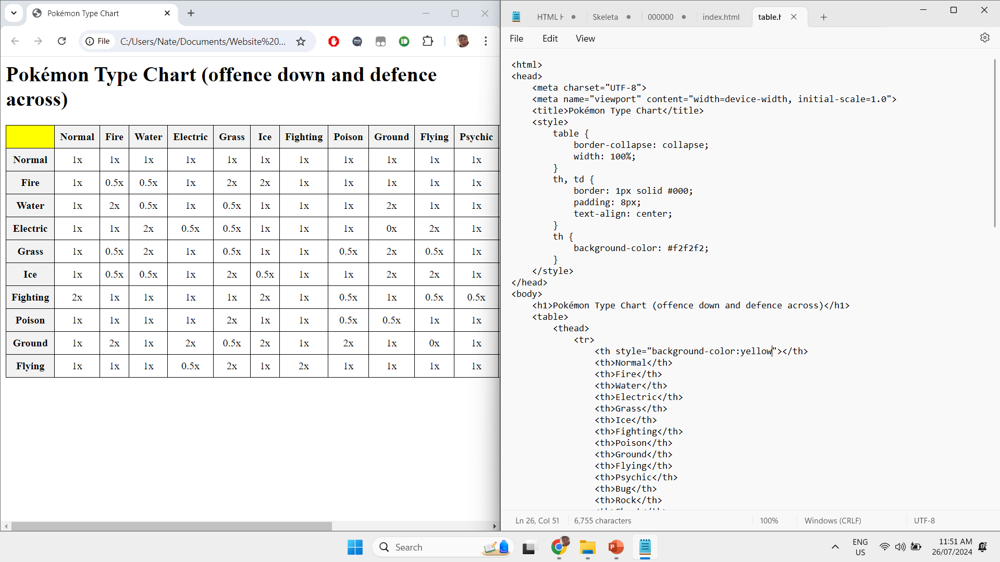 Pokémon Type Chart
File C:/Users/Nate/Documents/Website%20...
Pokémon Type Chart (offence down and defence
across)
Normal Fire Water Electric Grass Ice Fighting Poison Ground Flying Psychic
Normal 1x 1x 1x 1x 1x 1x 1x 1x 1x 1x 1x
Fire 1x 0.5x 0.5x 1x 2x 2x 1x 1x 1x 1x 1x
Water 1x 2x 0.5x 1x 0.5x 1x 1x 1x 2x 1x 1x
Electric 1x 1x 2x 0.5x 0.5x 1x 1x 1x 0x 2x 1x
Grass 1x 0.5x 2x 1x 0.5x 1x 1x 0.5x 2x 0.5x 1x
Ice 1x 0.5x 0.5x 1x 2x 0.5x 1x 1x 2x 2x 1x
Fighting 2x 1x 1x 1x 1x 2x 1x 0.5x 1x 0.5x 0.5x
Poison 1x 1x 1x 1x 2x 1x 1x 0.5x 0.5x 1x 1x
Ground 1x 2x 1x 2x 0.5x 2x 1x 2x 1x 0x 1x
Flying 1x 1x 1x 0.5x 2x 1x 2x 1x 1x 1x 1x
HTML Skeleta 000000 index.html table.
File Edit View
<html>
<head>
    <meta charset="UTF-8">
    <meta name="viewport" content="width=device-width, initial-scale=1.0">
    <title>Pokémon Type Chart</title>
    <style>
        table {
            border-collapse: collapse;
            width: 100%;
        }
        th, td {
            border: 1px solid #000;
            padding: 8px;
            text-align: center;
        }
        th {
            background-color: #f2f2f2;
        }
    </style>
</head>
<body>
    <h1>Pokémon Type Chart (offence down and defence across)</h1>
    <table>
        <thead>
            <tr>
                <th style="background-color:yellow"></th>
                <th>Normal</th>
                <th>Fire</th>
                <th>Water</th>
                <th>Electric</th>
                <th>Grass</th>
                <th>Ice</th>
                <th>Fighting</th>
                <th>Poison</th>
                <th>Ground</th>
                <th>Flying</th>
                <th>Psychic</th>
                <th>Bug</th>
                <th>Rock</th>
Ln 26, Col 51 6,755 characters 100% Windows (CRLF) UTF-8
Search
ENG
US
11:51 AM
26/07/2024